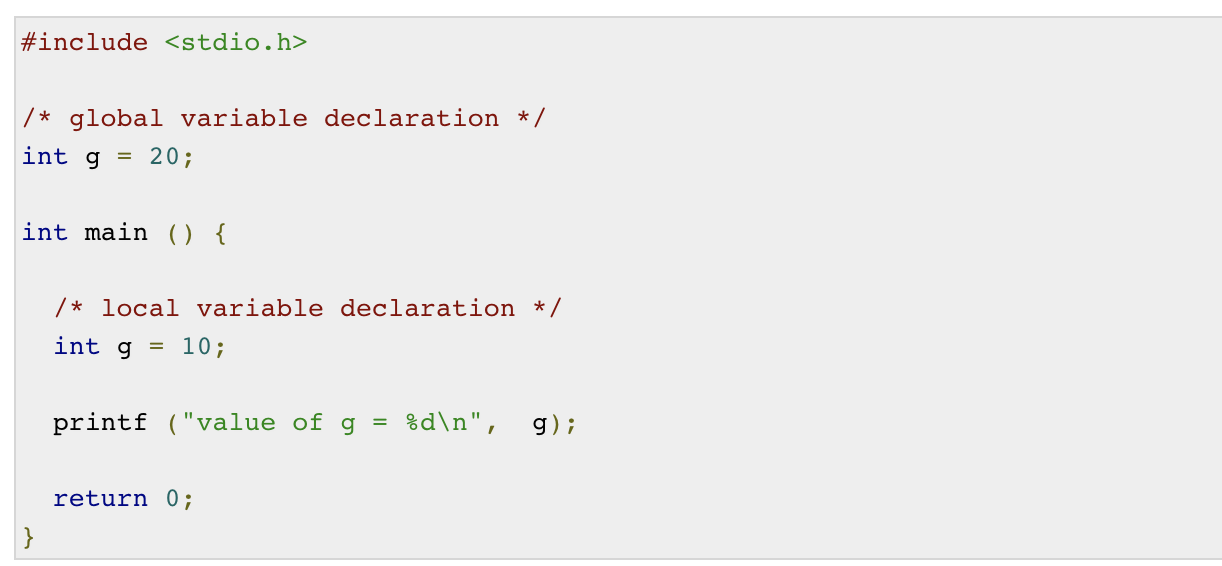 #include <stdio.h>
/* global variable declaration */
int g = 20;
int main () {
/* local variable declaration */
int g = 10;
printf ("value of g = %d\n",  g);
return 0;
}